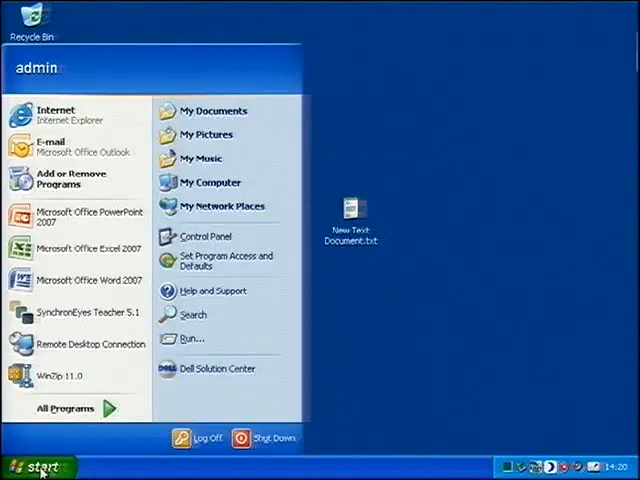 Recycle Bin
admin
Internet
Internet Explorer
E-mail
Microsoft Office Outlook
Add or Remove
Programs
Microsoft Office PowerPoint
2007
Microsoft Office Excel 2007
Microsoft Office Word 2007
SynchronEyes Teacher 5.1
Remote Desktop Connection
WinZip 11.0
All Programs
My Documents
My Pictures
My Music
My Computer
My Network Places
Control Panel
Set Program Access and
Defaults
Help and Support
Search
Run...
DELL Dell Solution Center
Log Off
Shut Down
New Text
Document.txt
start
14:20